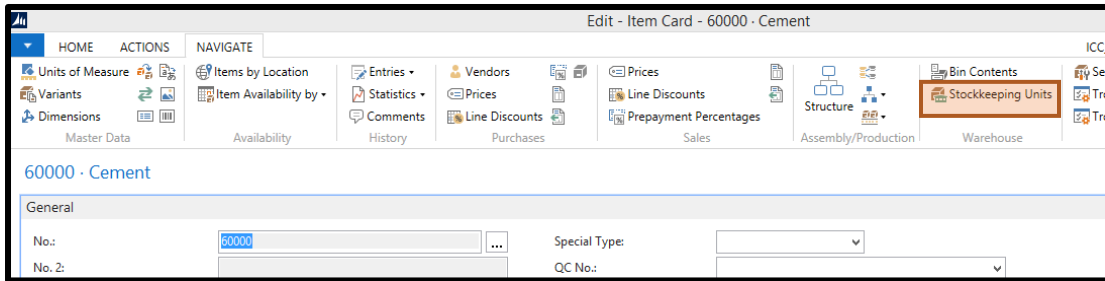 Edit - Item Card - 60000 · Cement
HOME ACTIONS NAVIGATE ICC
Units of Measure Items by Location Entries Vendors Prices Bin Contents Se
Variants Item Availability by Statistics Prices Line Discounts Structure Stockkeeping Units Tr
Dimensions Comments Line Discounts Prepayment Percentages Tr
Master Data Availability History Purchases Sales Assembly/Production Warehouse
60000 · Cement
General
No.: 60000 ... Special Type:
No. 2: QC No.: